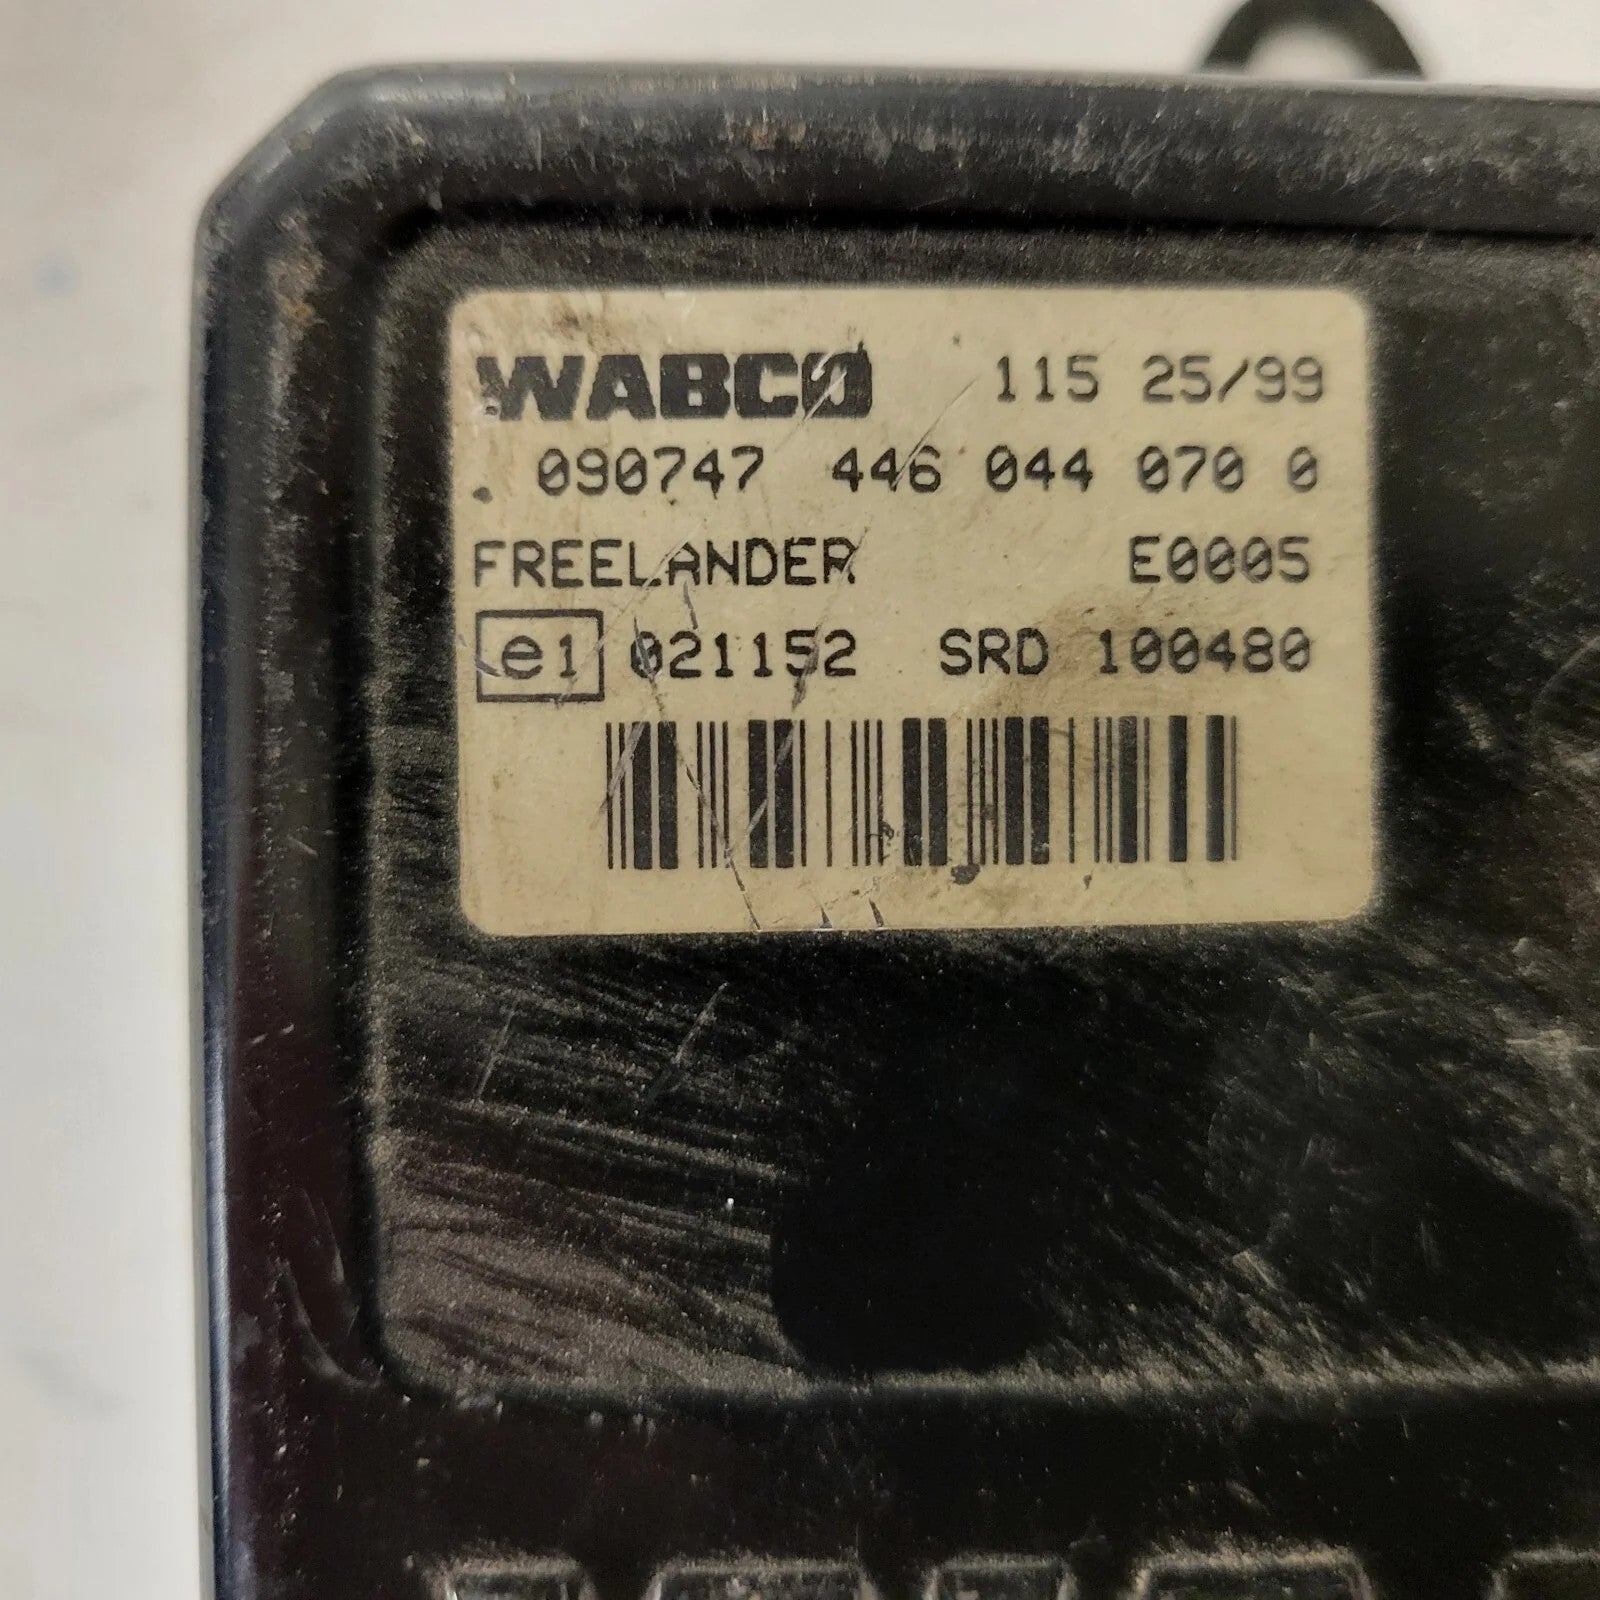 WABCO 115 25/99
. 090747 446 044 070 0
FREELANDER E0005
e1 021152 SRD 100480